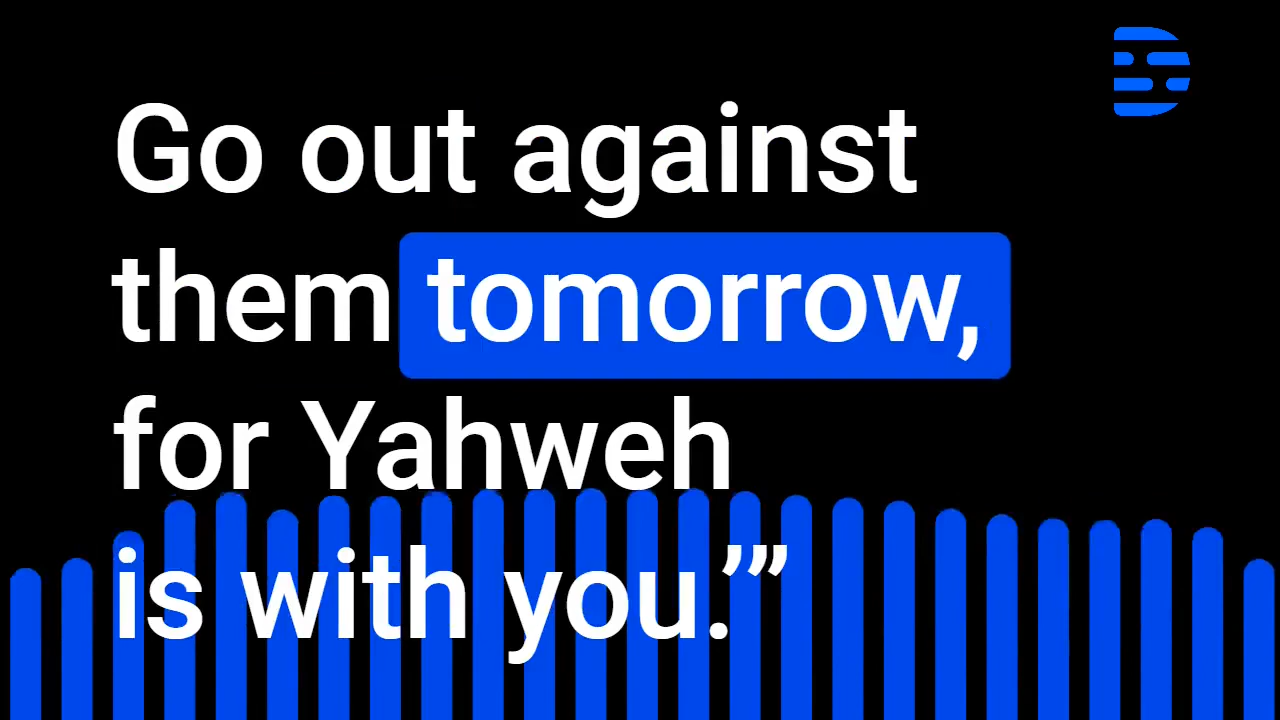 Go out against
them tomorrow,
for Yahweh
is with you.’”